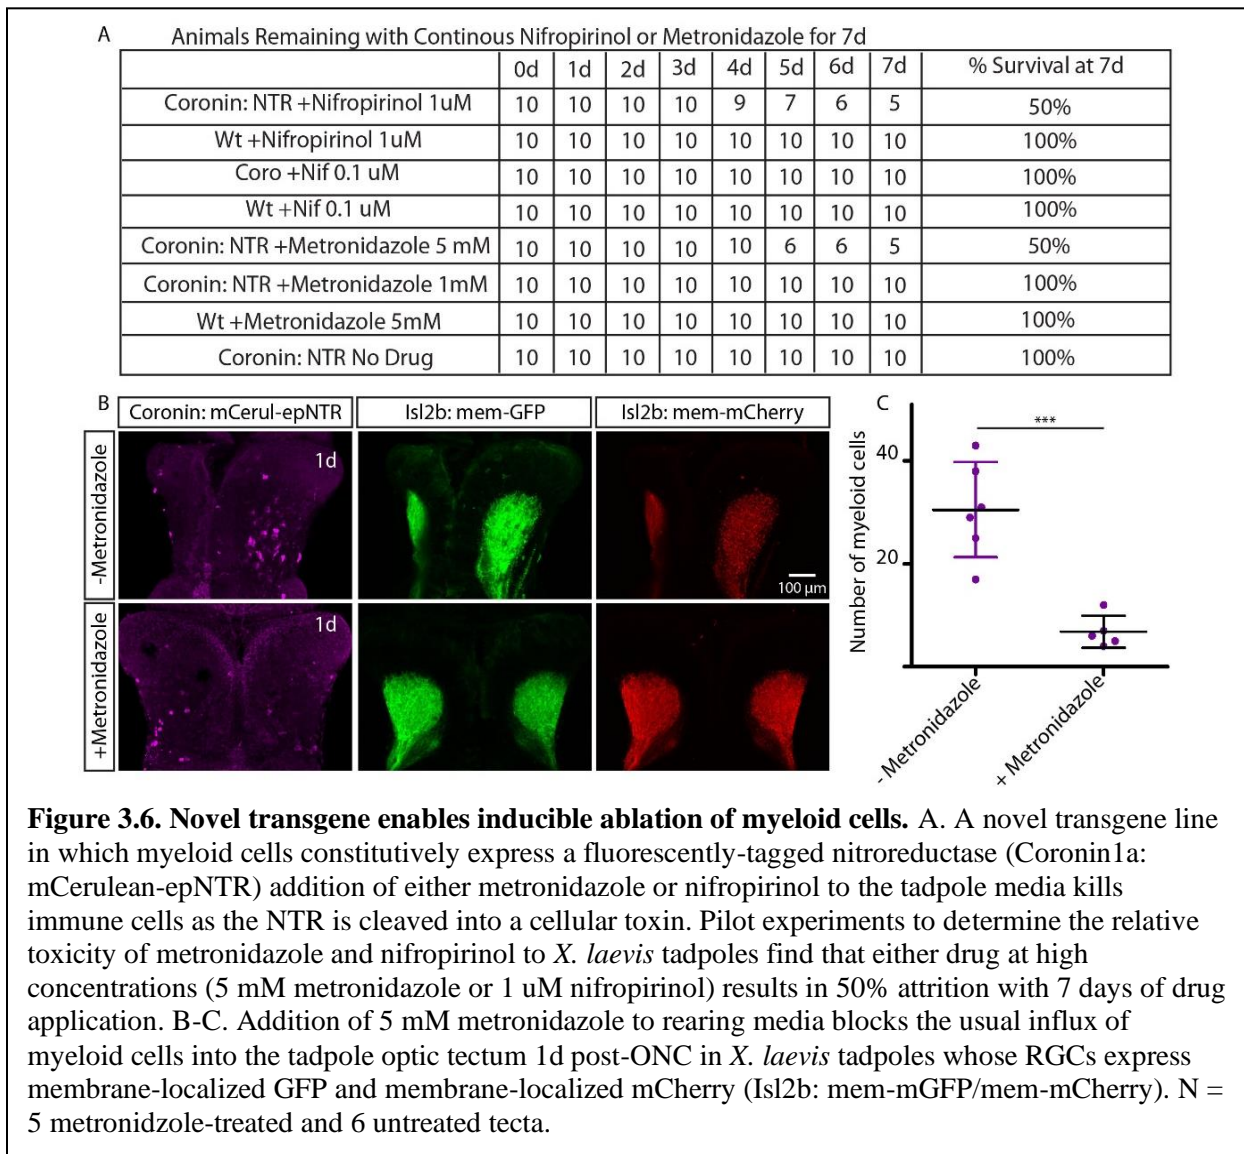 A Animals Remaining with Continous Nifropirinol or Metronidazole for 7d
0d 1d 2d 3d 4d 5d 6d 7d % Survival at 7d
Coronin: NTR +Nifropirinol 1uM 10 10 10 10 9 7 6 5 50%
Wt +Nifropirinol 1uM 10 10 10 10 10 10 10 10 100%
Coro +Nif 0.1 uM 10 10 10 10 10 10 10 10 100%
Wt +Nif 0.1 uM 10 10 10 10 10 10 10 10 100%
Coronin: NTR +Metronidazole 5 mM 10 10 10 10 10 6 6 5 50%
Coronin: NTR +Metronidazole 1mM 10 10 10 10 10 10 10 10 100%
Wt +Metronidazole 5mM 10 10 10 10 10 10 10 10 100%
Coronin: NTR No Drug 10 10 10 10 10 10 10 10 100%
B Coronin: mCerul-epNTR Isl2b: mem-GFP Isl2b: mem-mCherry
-Metronidazole
1d
100 µm
+Metronidazole
1d
C
***
Number of myeloid cells
40
20
- Metronidazole
+ Metronidazole
Figure 3.6. Novel transgene enables inducible ablation of myeloid cells. A. A novel transgene line
in which myeloid cells constitutively express a fluorescently-tagged nitroreductase (Coronin1a:
mCerulean-epNTR) addition of either metronidazole or nifropirinol to the tadpole media kills
immune cells as the NTR is cleaved into a cellular toxin. Pilot experiments to determine the relative
toxicity of metronidazole and nifropirinol to X. laevis tadpoles find that either drug at high
concentrations (5 mM metronidazole or 1 uM nifropirinol) results in 50% attrition with 7 days of drug
application. B-C. Addition of 5 mM metronidazole to rearing media blocks the usual influx of
myeloid cells into the tadpole optic tectum 1d post-ONC in X. laevis tadpoles whose RGCs express
membrane-localized GFP and membrane-localized mCherry (Isl2b: mem-mGFP/mem-mCherry). N =
5 metronidzole-treated and 6 untreated tecta.